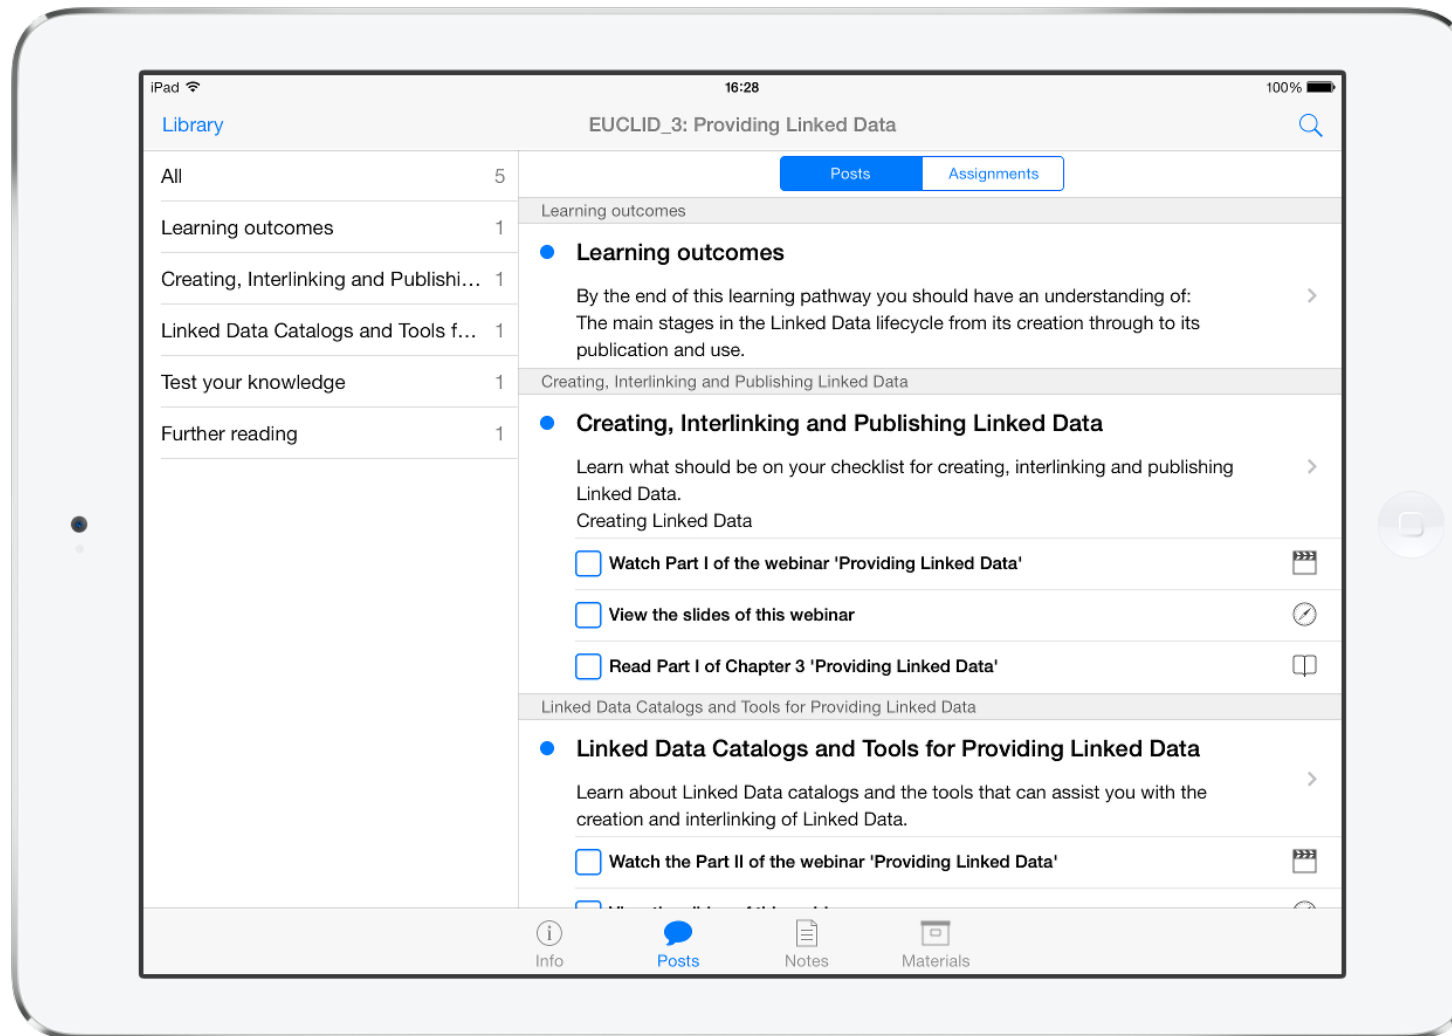 iPad 16:28 100%
Library EUCLID_3: Providing Linked Data
All 5
Learning outcomes 1
Creating, Interlinking and Publishi... 1
Linked Data Catalogs and Tools f... 1
Test your knowledge 1
Further reading 1
Posts Assignments
Learning outcomes
Learning outcomes
By the end of this learning pathway you should have an understanding of:
The main stages in the Linked Data lifecycle from its creation through to its
publication and use.
Creating, Interlinking and Publishing Linked Data
Creating, Interlinking and Publishing Linked Data
Learn what should be on your checklist for creating, interlinking and publishing
Linked Data.
Creating Linked Data
Watch Part I of the webinar 'Providing Linked Data'
View the slides of this webinar
Read Part I of Chapter 3 'Providing Linked Data'
Linked Data Catalogs and Tools for Providing Linked Data
Linked Data Catalogs and Tools for Providing Linked Data
Learn about Linked Data catalogs and the tools that can assist you with the
creation and interlinking of Linked Data.
Watch the Part II of the webinar 'Providing Linked Data'
Info Posts Notes Materials